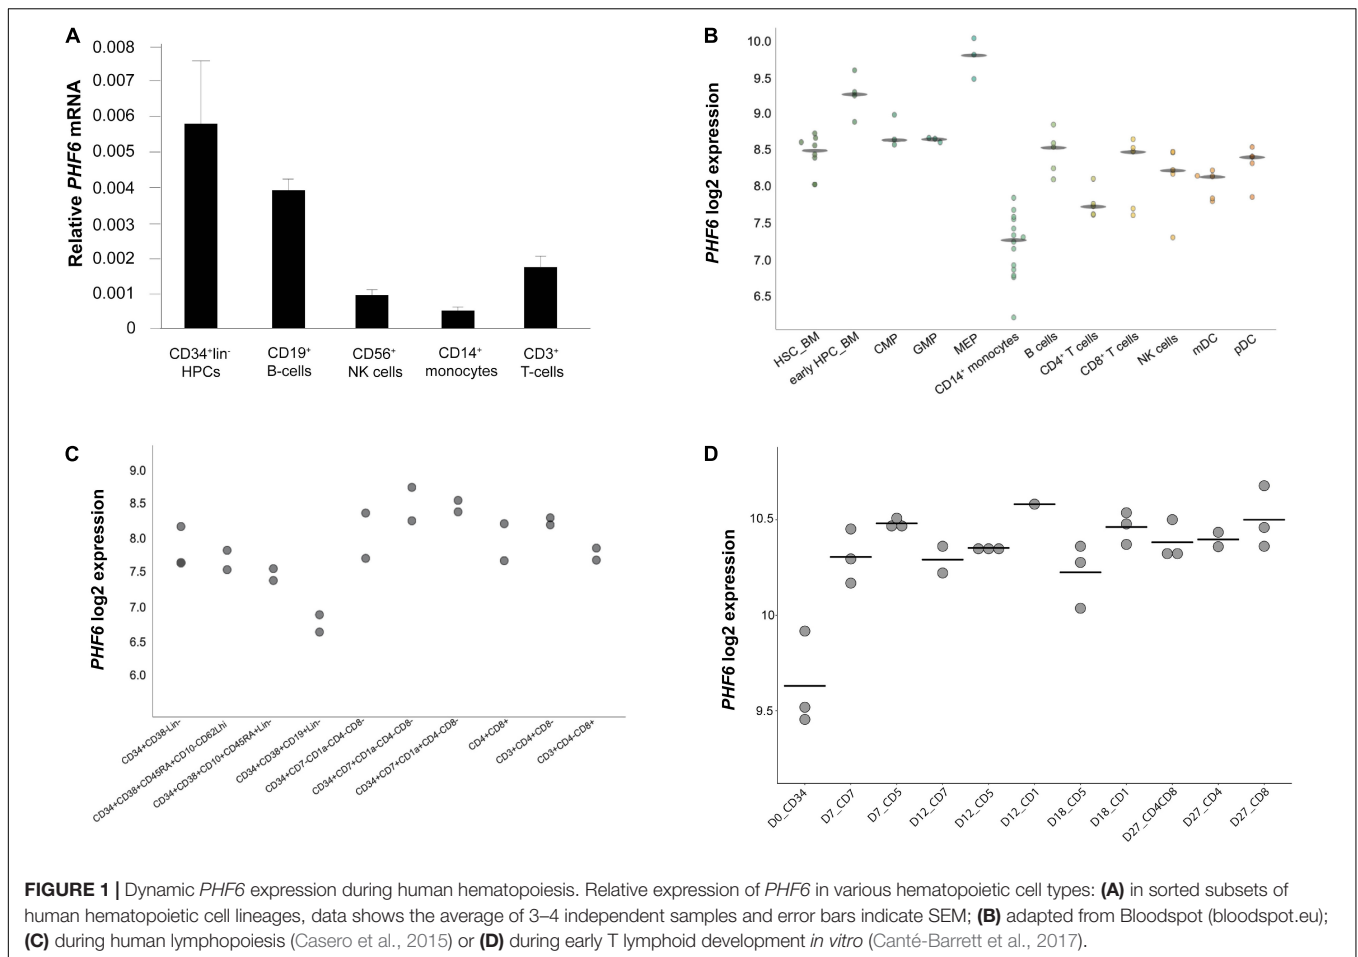 A
0.008
0.007
0.006
0.005
0.004
0.003
0.002
0.001
0
Relative PHF6 mRNA
CD34⁺lin⁻
HPCs
CD19⁺
B-cells
CD56⁺
NK cells
CD14⁺
monocytes
CD3⁺
T-cells
B
10.0
9.5
9.0
8.5
8.0
7.5
7.0
6.5
PHF6 log2 expression
HSC_BM
early HPC_BM
CMP
GMP
MEP
CD14⁺ monocytes
B cells
CD4⁺ T cells
CD8⁺ T cells
NK cells
mDC
pDC
C
9.0
8.5
8.0
7.5
7.0
6.5
6.0
PHF6 log2 expression
CD34+CD38-Lin-
CD34+CD38+CD45RA+CD10-CD62Lhi
CD34+CD38+CD10+CD45RA+Lin-
CD34+CD38+CD19+Lin-
CD34+CD7-CD1a-CD4-CD8-
CD34+CD7+CD1a-CD4-CD8-
CD34+CD7+CD1a+CD4-CD8-
CD4+CD8+
CD3+CD4+CD8-
CD3+CD4-CD8+
D
10.5
10
9.5
PHF6 log2 expression
D0_CD34
D7_CD7
D7_CD5
D12_CD7
D12_CD5
D12_CD1
D18_CD5
D18_CD1
D27_CD4CD8
D27_CD4
D27_CD8
FIGURE 1 | Dynamic PHF6 expression during human hematopoiesis. Relative expression of PHF6 in various hematopoietic cell types: (A) in sorted subsets of
human hematopoietic cell lineages, data shows the average of 3–4 independent samples and error bars indicate SEM; (B) adapted from Bloodspot (bloodspot.eu);
(C) during human lymphopoiesis (Casero et al., 2015) or (D) during early T lymphoid development in vitro (Canté-Barrett et al., 2017).